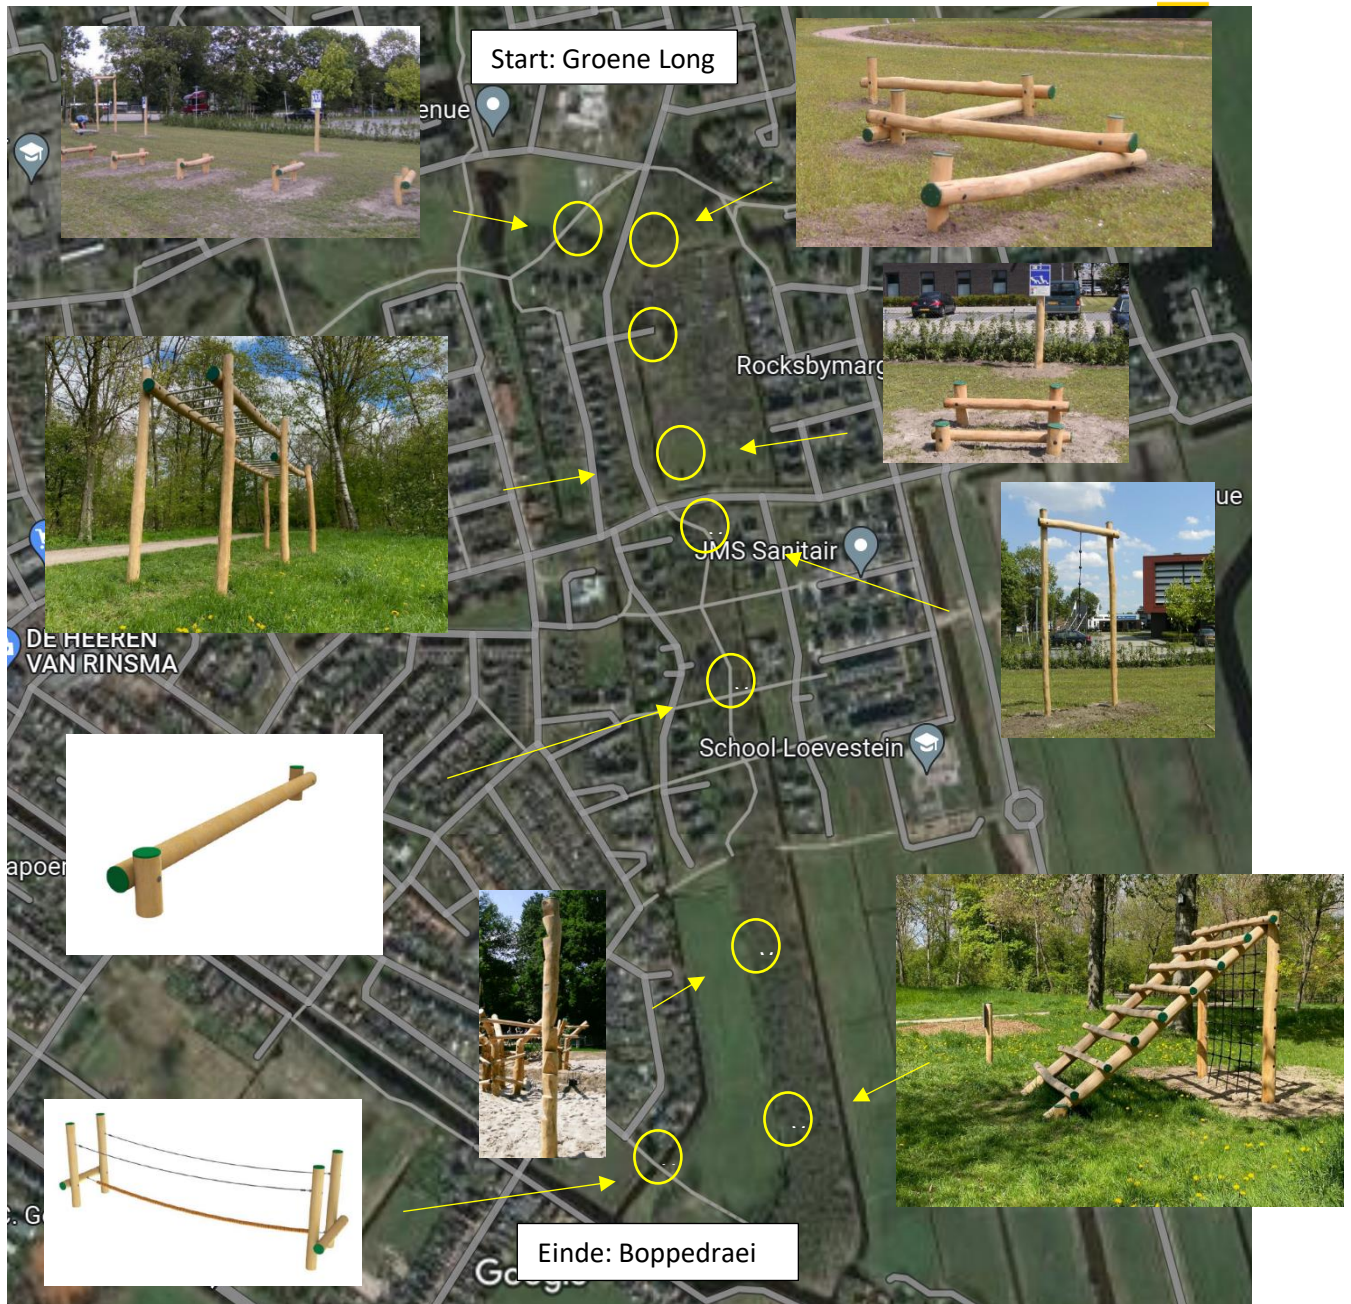 Start: Groene Long
enue
Rocksbymarg
ue
JMS Sanitair
DE HEEREN
VAN RINSMA
School Loevestein
apoer
C. G
Einde: Boppedraei
Google